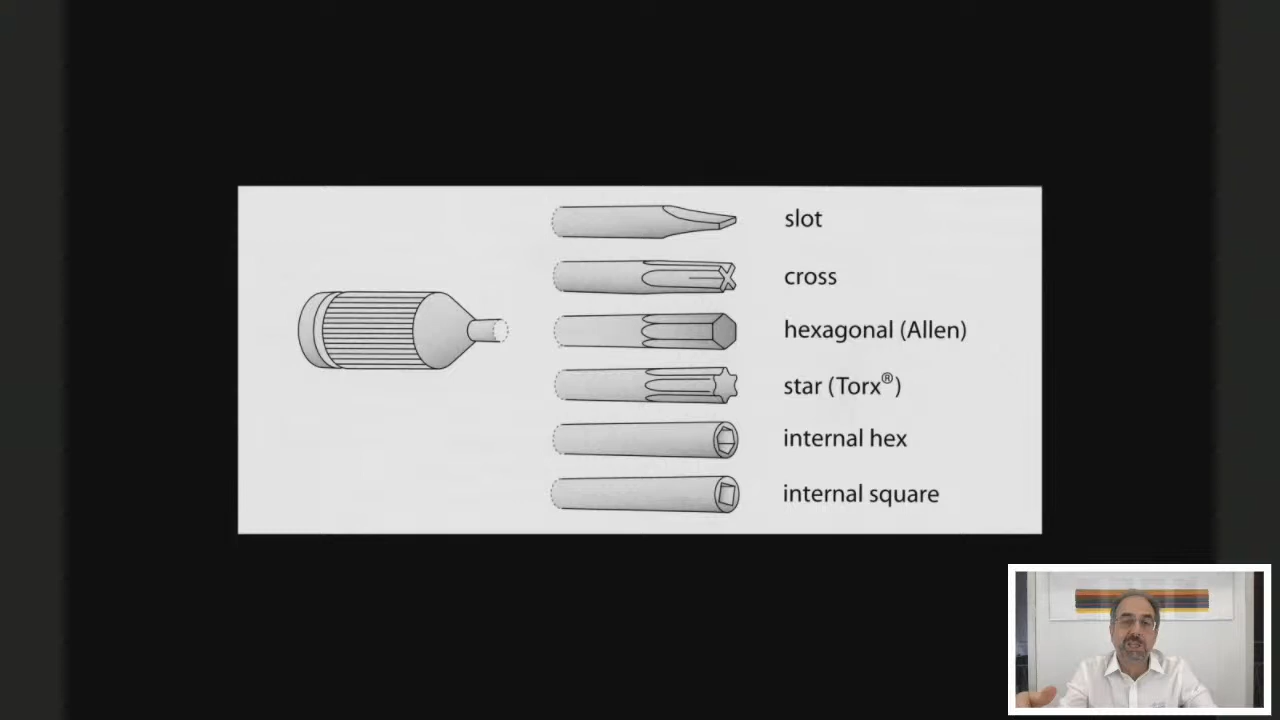 slot
cross
hexagonal (Allen)
star (Torx®)
internal hex
internal square